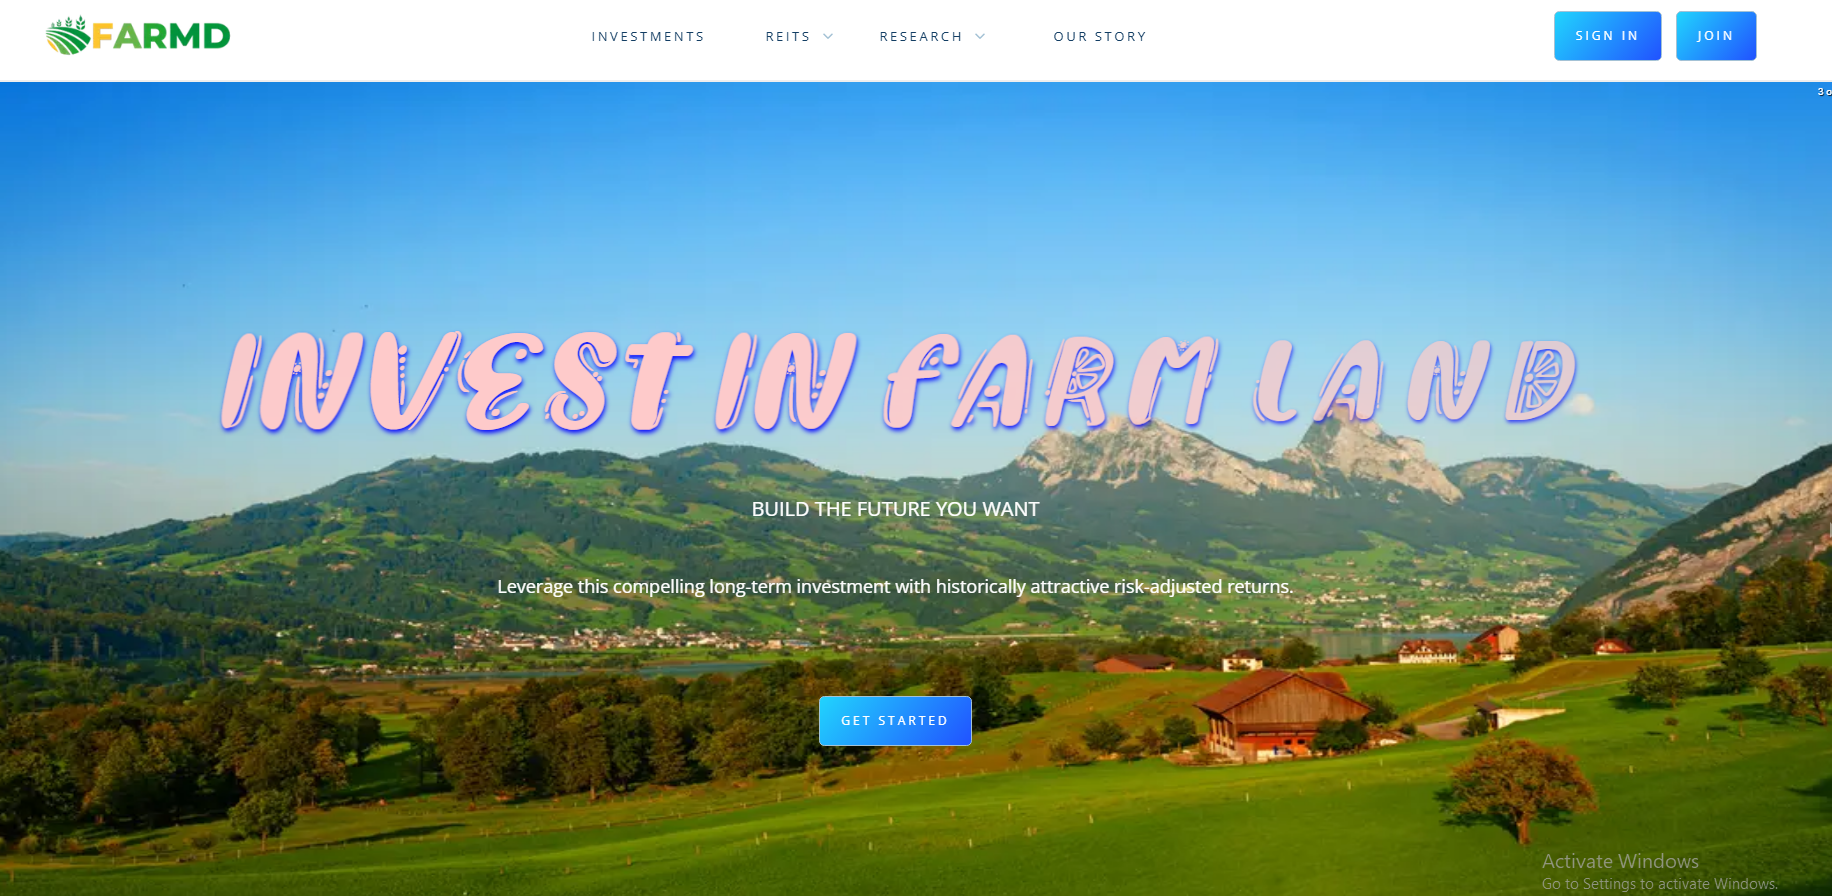 FARMD
INVESTMENTS
REITS
RESEARCH
OUR STORY
SIGN IN
JOIN
3 o
INVEST IN FARM LAND
BUILD THE FUTURE YOU WANT
Leverage this compelling long-term investment with historically attractive risk-adjusted returns.
GET STARTED
Activate Windows
Go to Settings to activate Windows.